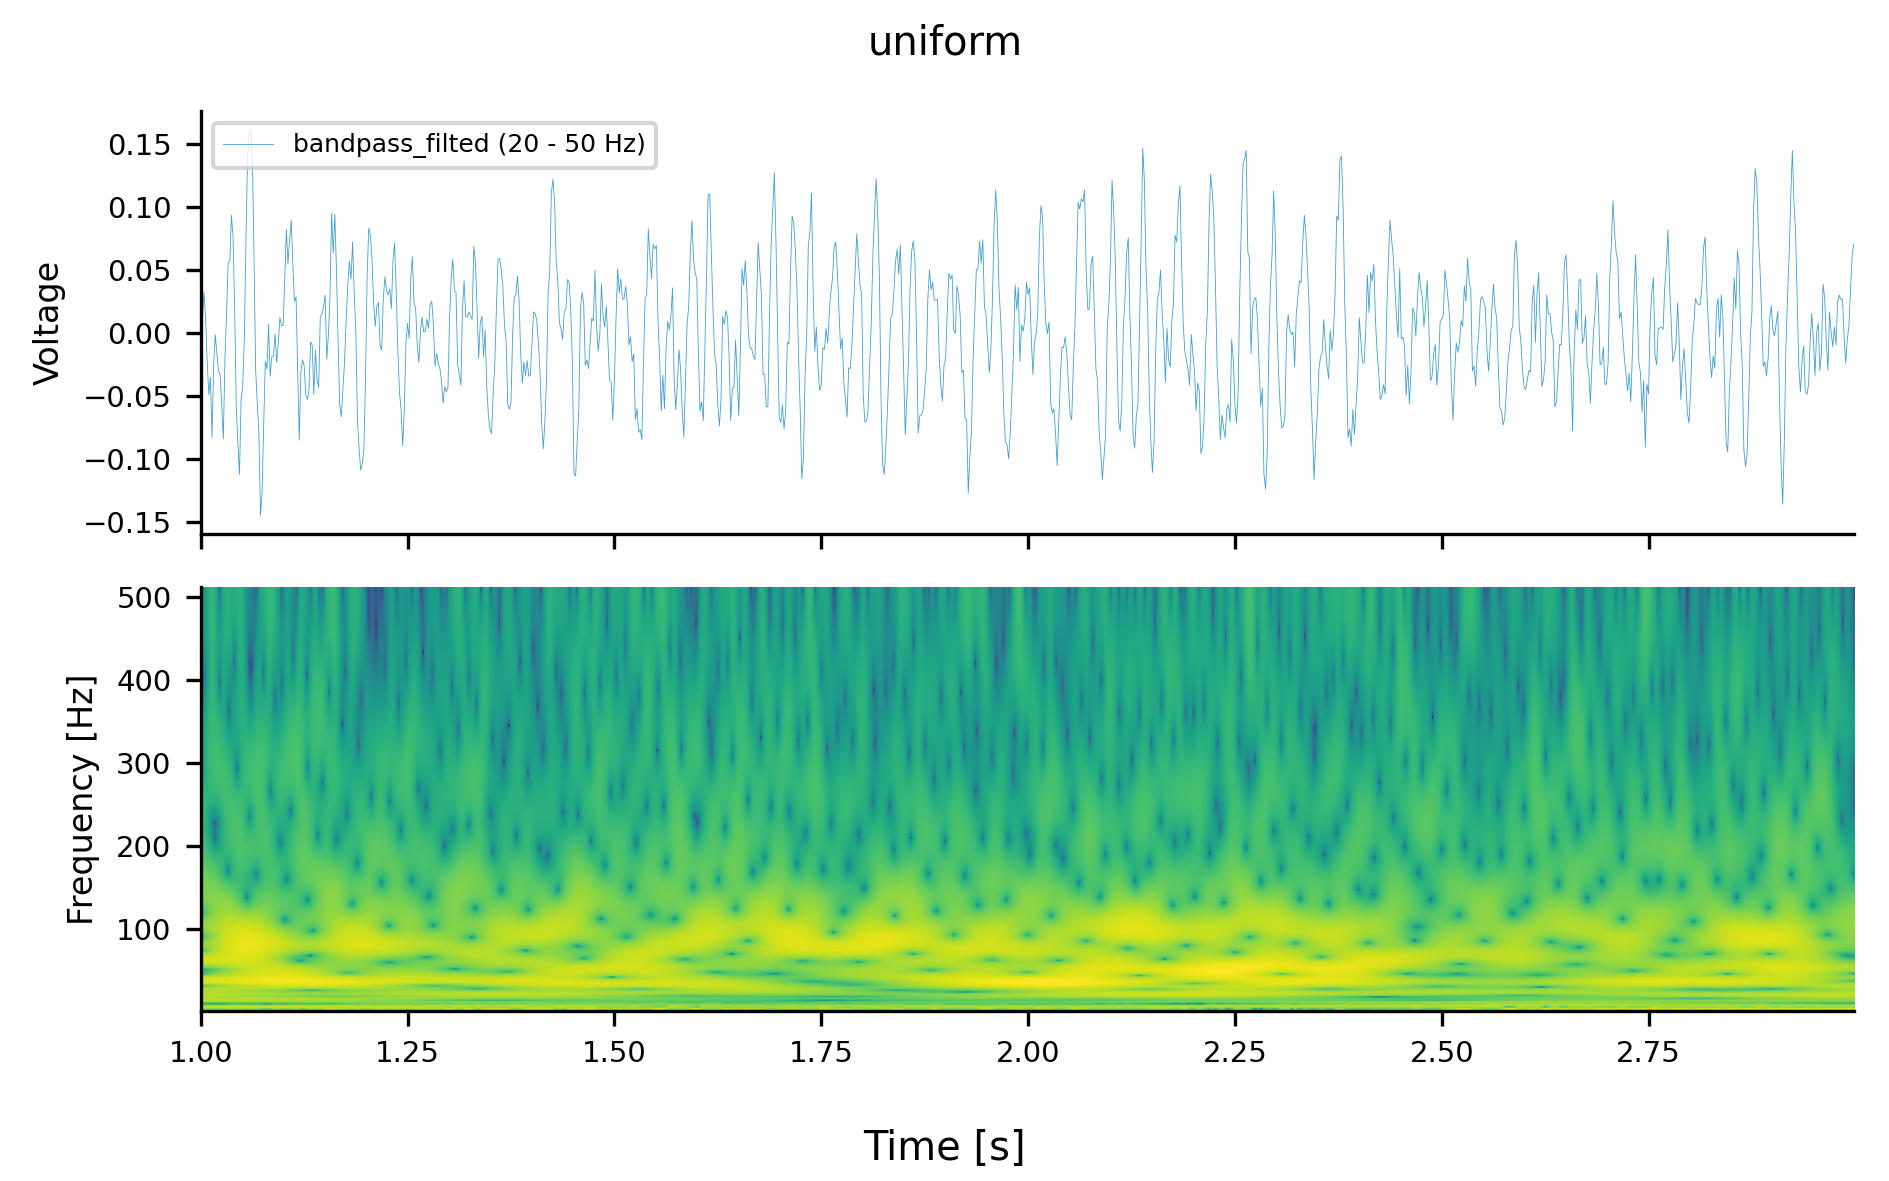 uniform
bandpass_filted (20 - 50 Hz)
Voltage
0.15
0.10
0.05
0.00
−0.05
−0.10
−0.15
Frequency [Hz]
500
400
300
200
100
1.00 1.25 1.50 1.75 2.00 2.25 2.50 2.75
Time [s]